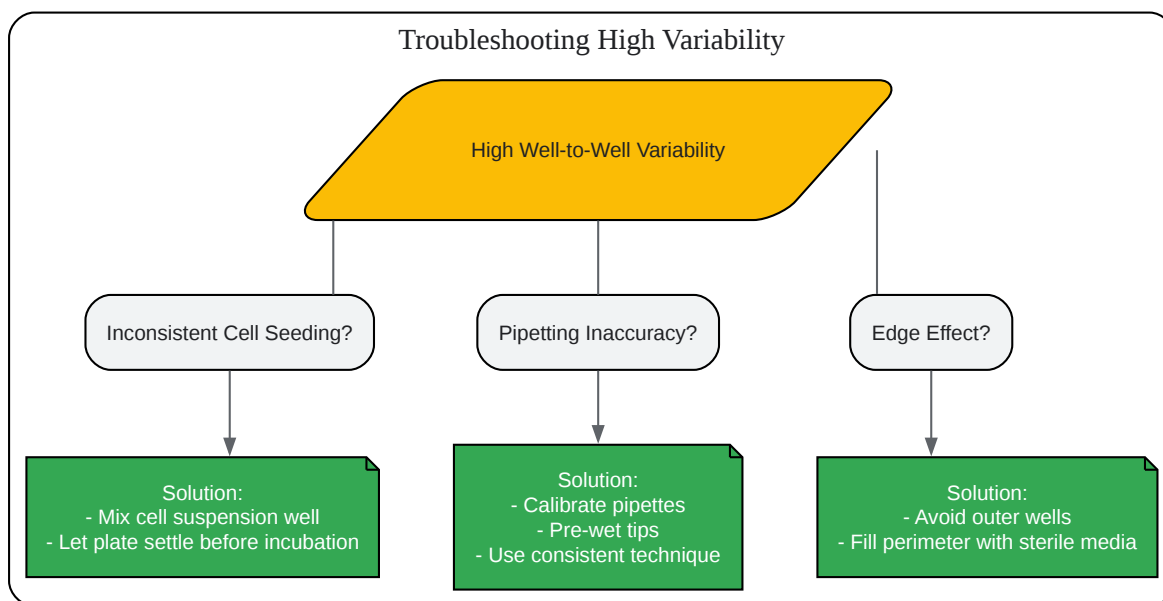 Troubleshooting High Variability
High Well-to-Well Variability
Inconsistent Cell Seeding?
Pipetting Inaccuracy?
Edge Effect?
Solution:
- Mix cell suspension well
- Let plate settle before incubation
Solution:
- Calibrate pipettes
- Pre-wet tips
- Use consistent technique
Solution:
- Avoid outer wells
- Fill perimeter with sterile media